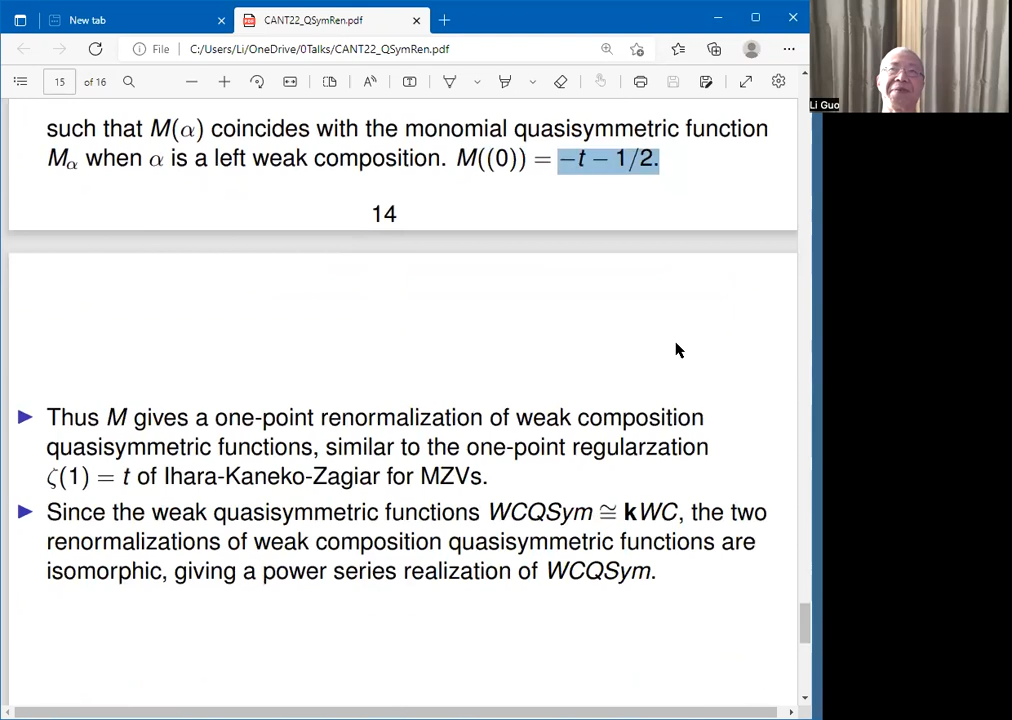 New tab
CANT22_QSymRen.pdf
File
C:/Users/Li/OneDrive/0Talks/CANT22_QSymRen.pdf
15 of 16
such that M(α) coincides with the monomial quasisymmetric function
Mα when α is a left weak composition. M((0)) = −t − 1/2.
14
▶ Thus M gives a one-point renormalization of weak composition
quasisymmetric functions, similar to the one-point regularzation
ζ(1) = t of Ihara-Kaneko-Zagiar for MZVs.
▶ Since the weak quasisymmetric functions WCQSym ≅ kWC, the two
renormalizations of weak composition quasisymmetric functions are
isomorphic, giving a power series realization of WCQSym.
Li Guo